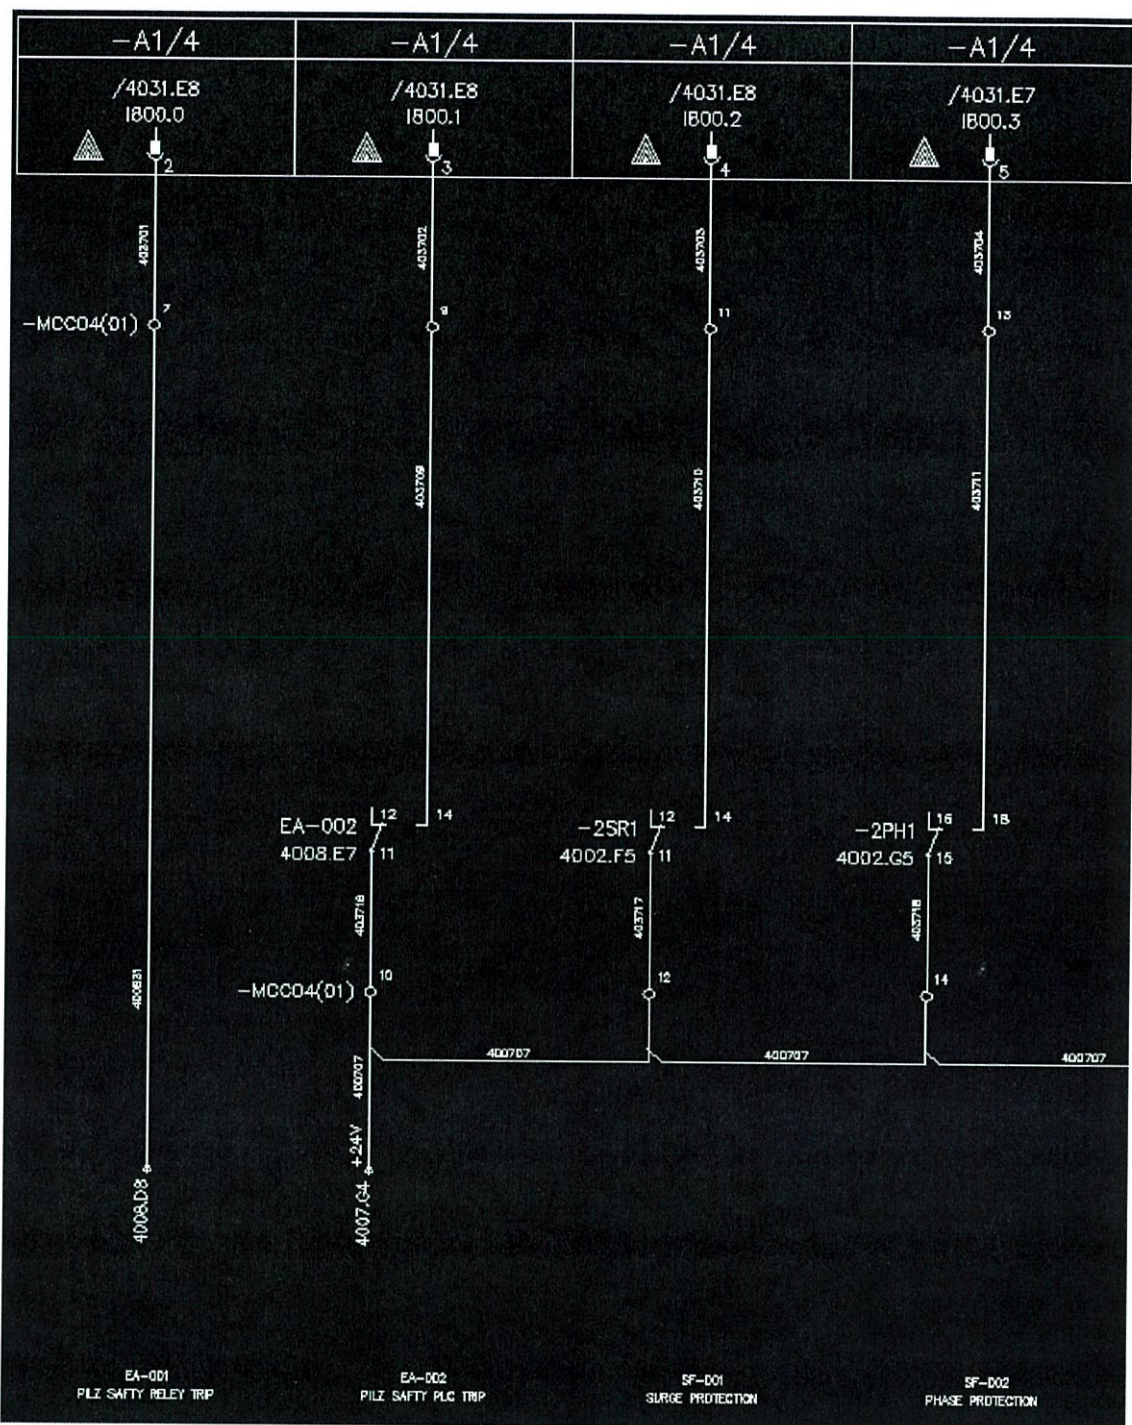 -A1/4 -A1/4 -A1/4 -A1/4
/4031.E8 /4031.E8 /4031.E8 /4031.E7
I800.0 I800.1 I800.2 I800.3
2 3 4 5
403701 403702 403703 403704
-MCC04(01) 7 9 11 13
403709 403710 403711
12 14 12 14 16 18
EA-002 -2SR1 -2PH1
4008.E7 11 4002.F5 11 4002.G5 15
403716 403717 403718
400831
-MCC04(01) 10 12 14
400707 400707 400707
400707
+24V
4008.D8 4007.G4
EA-001 EA-002 SF-001 SF-002
PILZ SAFTY RELEY TRIP PILZ SAFTY PLC TRIP SURGE PROTECTION PHASE PROTECTION